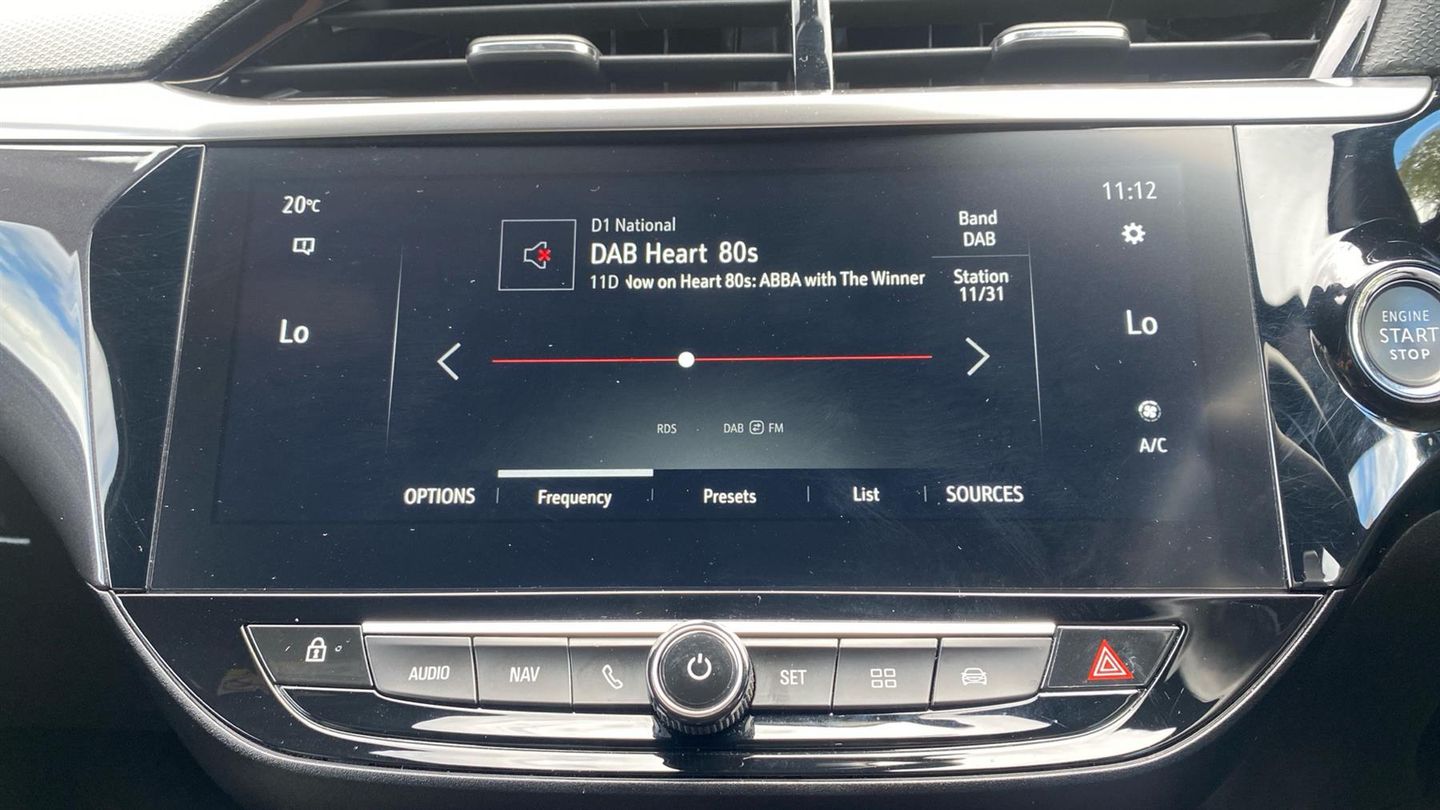 20°C
11:12
D1 National
DAB Heart 80s
11D Now on Heart 80s: ABBA with The Winner
Band
DAB
Station
11/31
Lo
Lo
ENGINE
START
STOP
RDS
DAB FM
A/C
OPTIONS
Frequency
Presets
List
SOURCES
AUDIO
NAV
SET